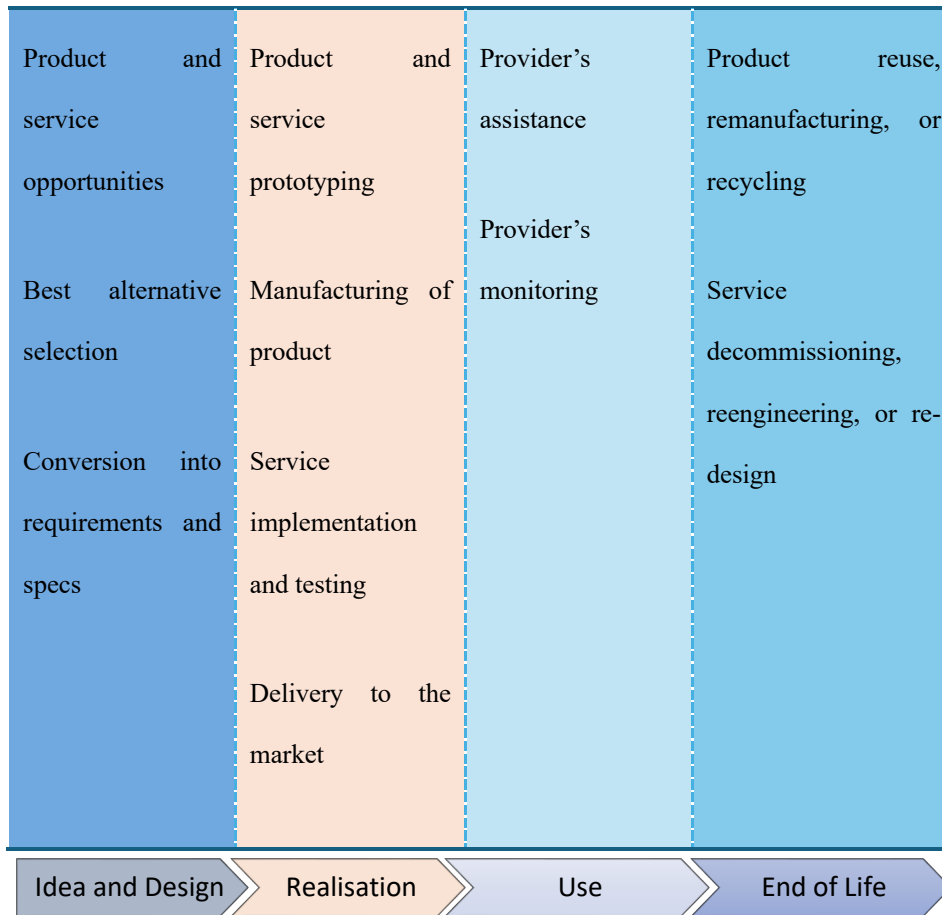 Product and
service
opportunities
Best alternative
selection
Conversion into
requirements and
specs
Product and
service
prototyping
Manufacturing of
product
Service
implementation
and testing
Delivery to the
market
Provider’s
assistance
Provider’s
monitoring
Product reuse,
remanufacturing, or
recycling
Service
decommissioning,
reengineering, or re-
design
Idea and Design
Realisation
Use
End of Life